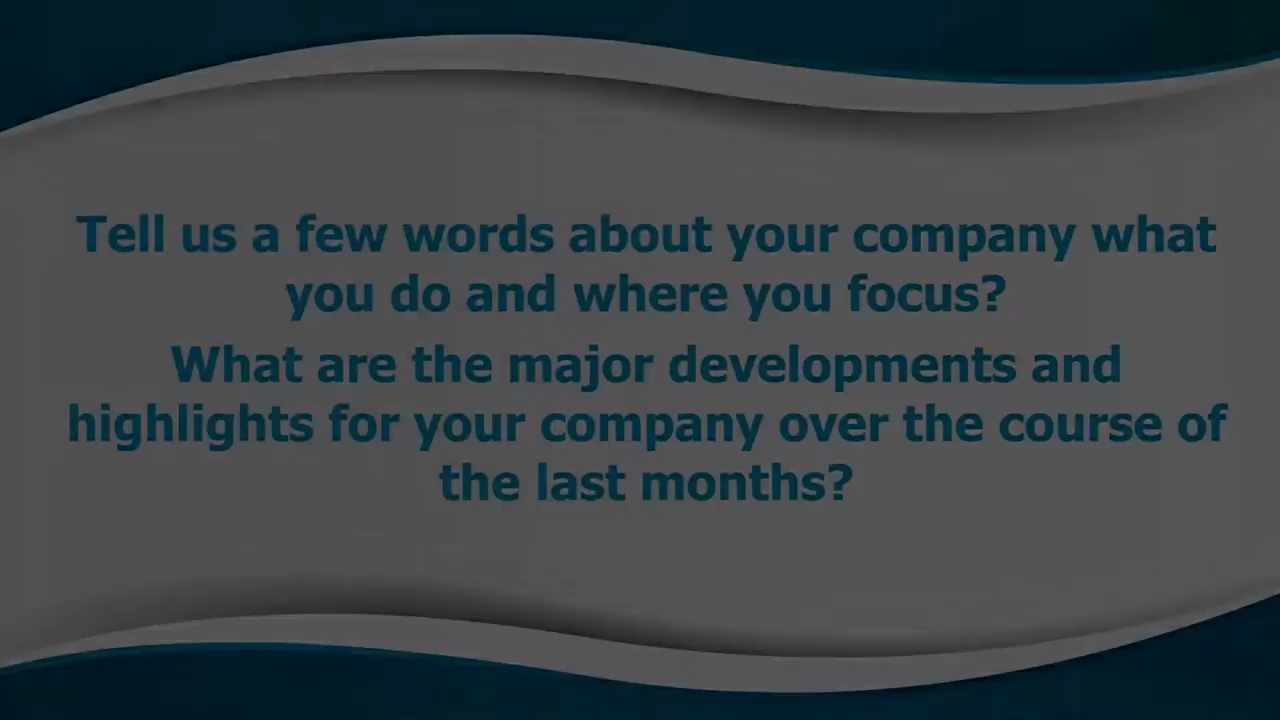 Tell us a few words about your company what
you do and where you focus?
What are the major developments and
highlights for your company over the course of
the last months?